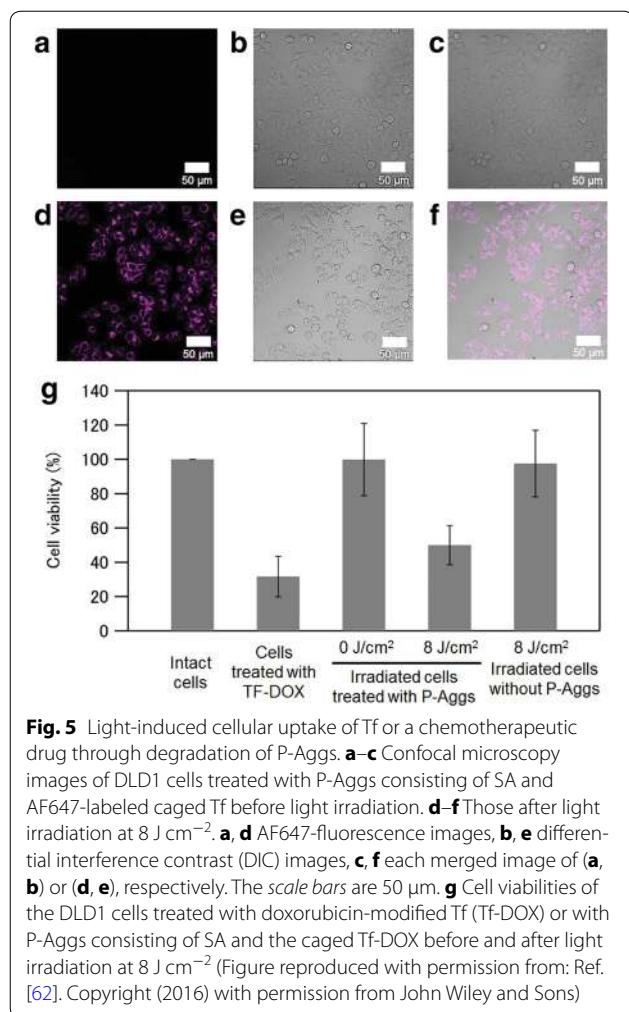 a
b
c
50 µm
50 µm
50 µm
d
e
f
50 µm
50 µm
50 µm
g
140
120
100
80
60
40
20
0
Cell viability (%)
Intact
cells
Cells
treated with
TF-DOX
0 J/cm²
8 J/cm²
Irradiated cells
treated with P-Aggs
8 J/cm²
Irradiated cells
without P-Aggs
Fig. 5 Light-induced cellular uptake of Tf or a chemotherapeutic
drug through degradation of P-Aggs. a–c Confocal microscopy
images of DLD1 cells treated with P-Aggs consisting of SA and
AF647-labeled caged Tf before light irradiation. d–f Those after light
irradiation at 8 J cm⁻². a, d AF647-fluorescence images, b, e differen-
tial interference contrast (DIC) images, c, f each merged image of (a,
b) or (d, e), respectively. The scale bars are 50 µm. g Cell viabilities of
the DLD1 cells treated with doxorubicin-modified Tf (Tf-DOX) or with
P-Aggs consisting of SA and the caged Tf-DOX before and after light
irradiation at 8 J cm⁻² (Figure reproduced with permission from: Ref.
[62]. Copyright (2016) with permission from John Wiley and Sons)